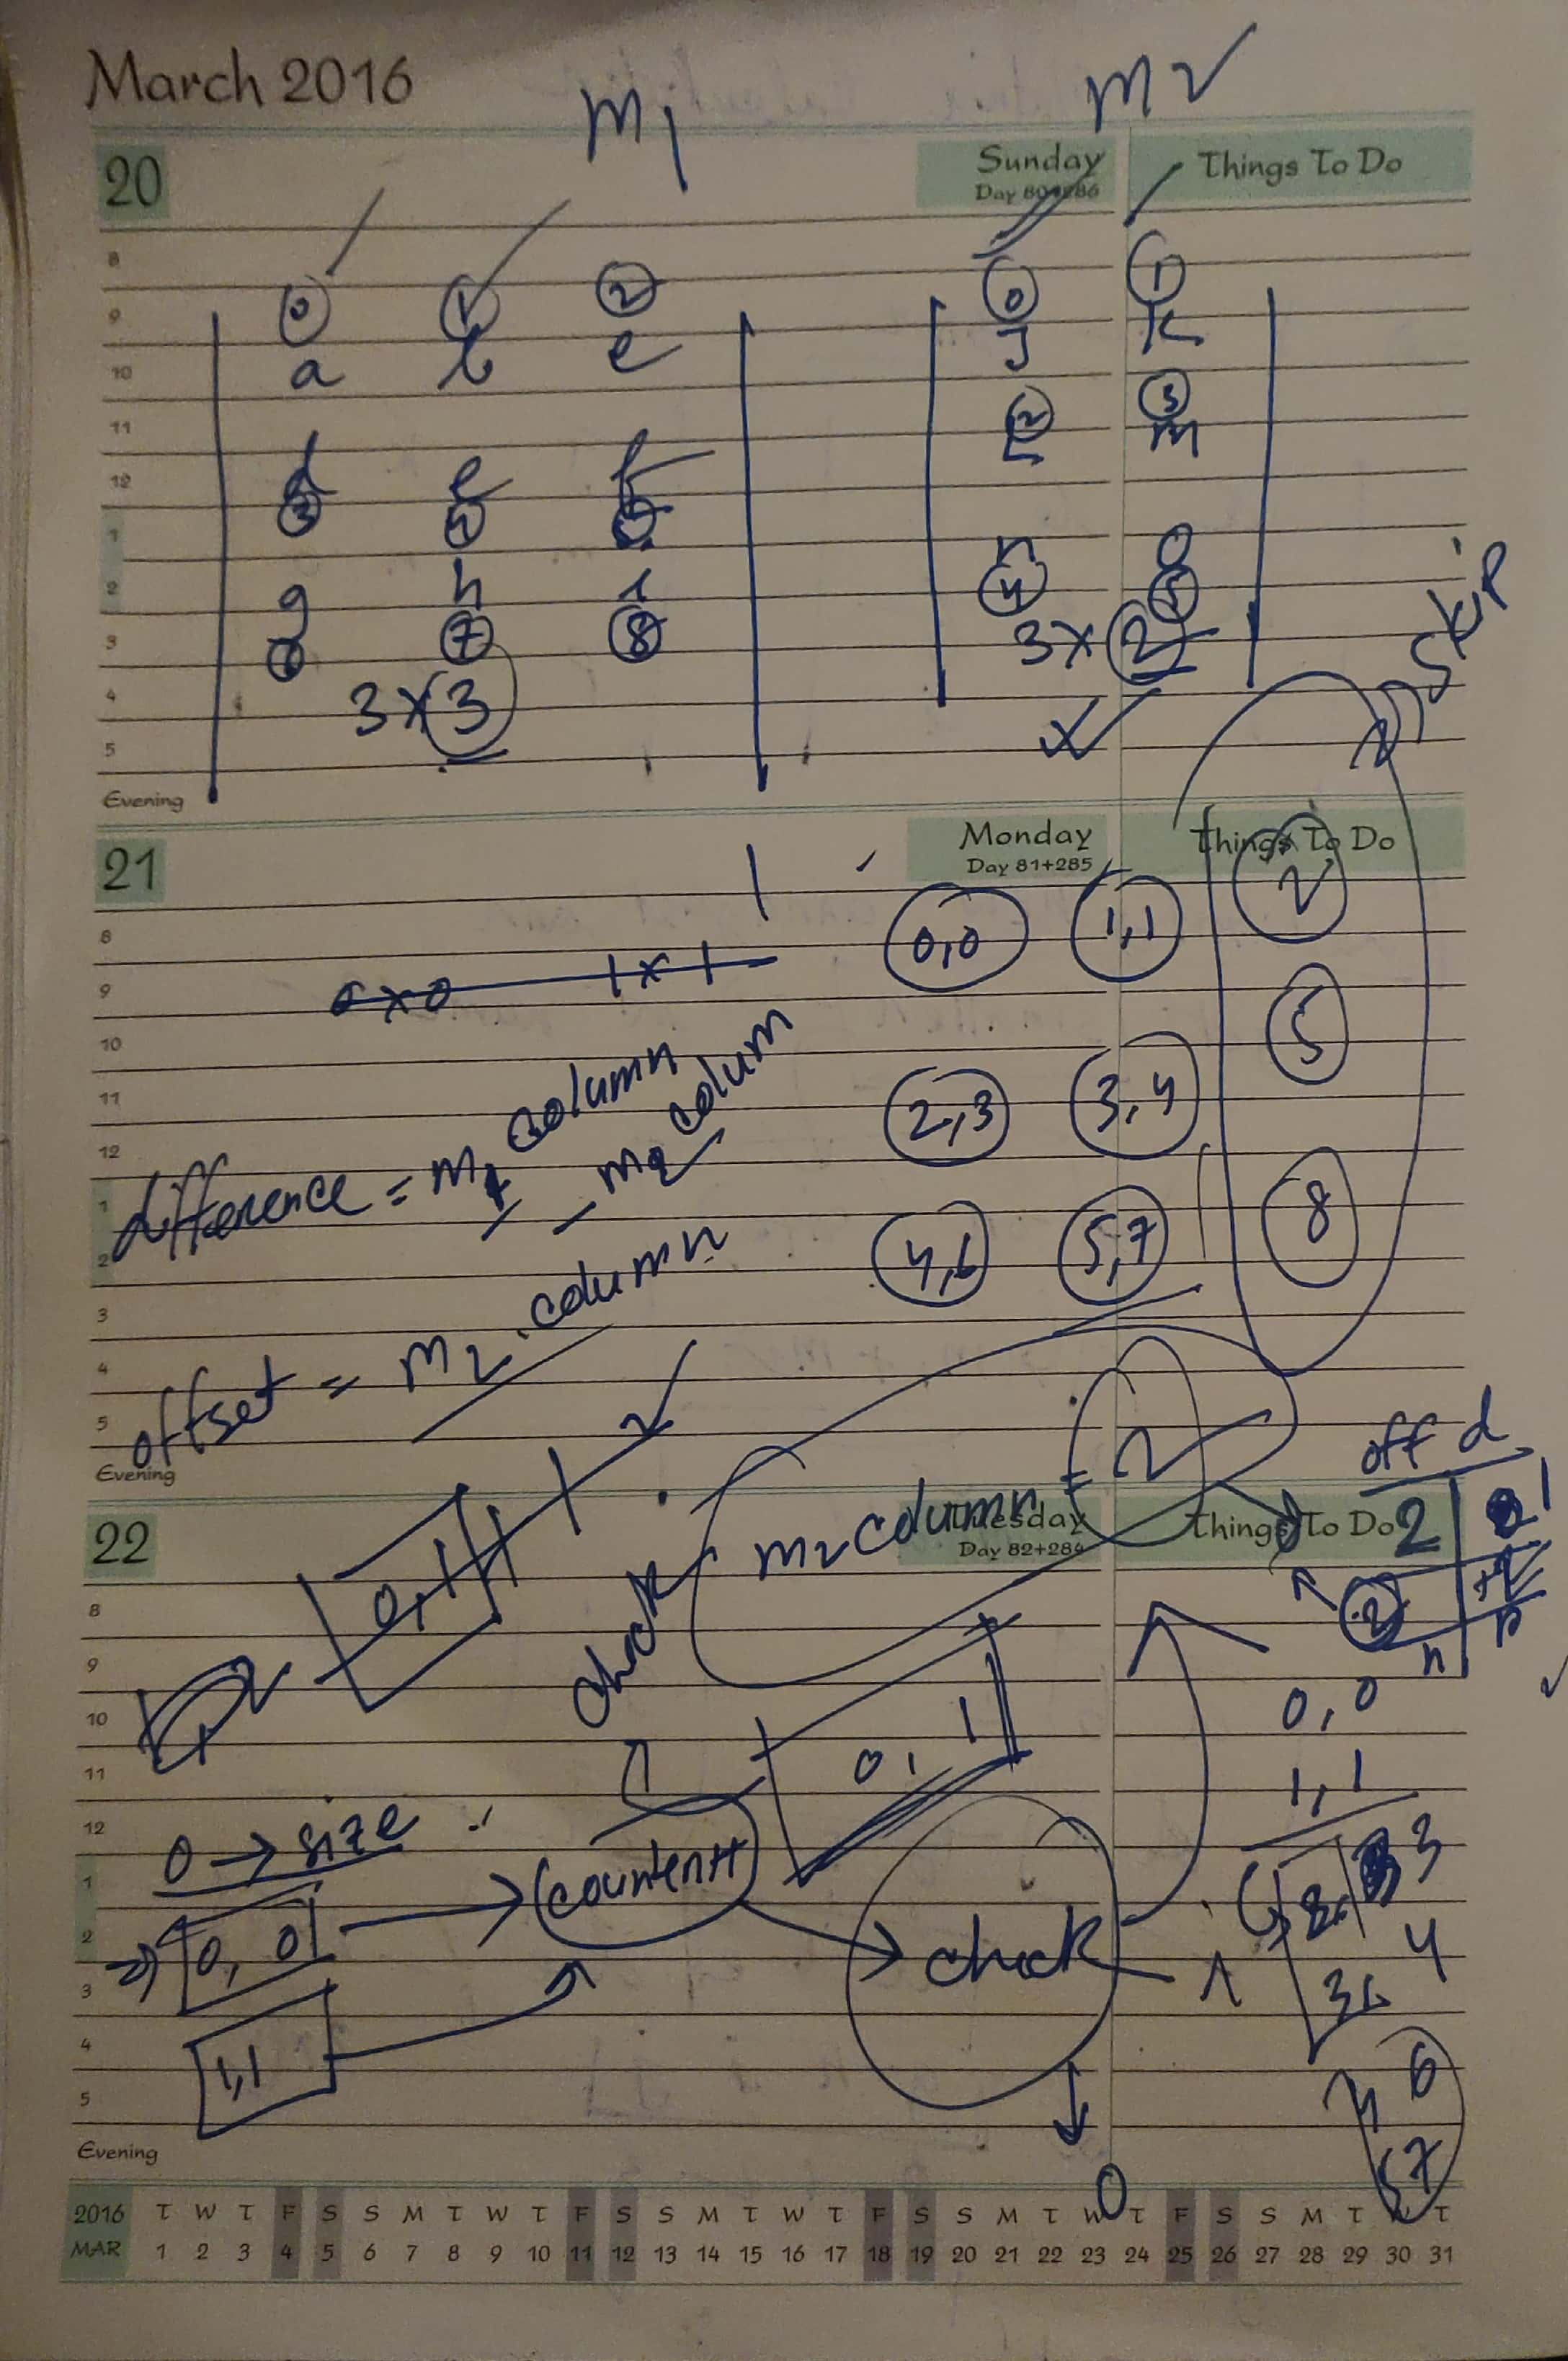 March 2016
m1
m2
20
Sunday
Things To Do
Day 80+286
8
0 1 2
0 1
9
a b c
J K
10
2 3
11
L m
d e f
12
3 4 5
1
n o
g h i
4 5
2
6 7 8
3
3 x 2
3 x 3
skip
4
5
Evening
21
Monday
Things To Do
Day 81+285
2
8
0,0 1,1
9
0 x 0 1 x 1
5
10
11
2,3 3,4
12
difference = m1 column
- m2 colum
8
1
2
4,6 5,7
3
offset = m2.column
4
5
Evening
off d
22
Tuesday
Things To Do
Day 82+284
check m2 column = 2
2 1
8
0,1
9
0,0
10
0,1
1,1
11
12
0 → size
counter++
3
1
0,0
check
4
2
3
1,1
4
6
5
5 7
Evening
0
2016 T W T F S S M T W T F S S M T W T F S S M T W T F S S M T W T
MAR 1 2 3 4 5 6 7 8 9 10 11 12 13 14 15 16 17 18 19 20 21 22 23 24 25 26 27 28 29 30 31